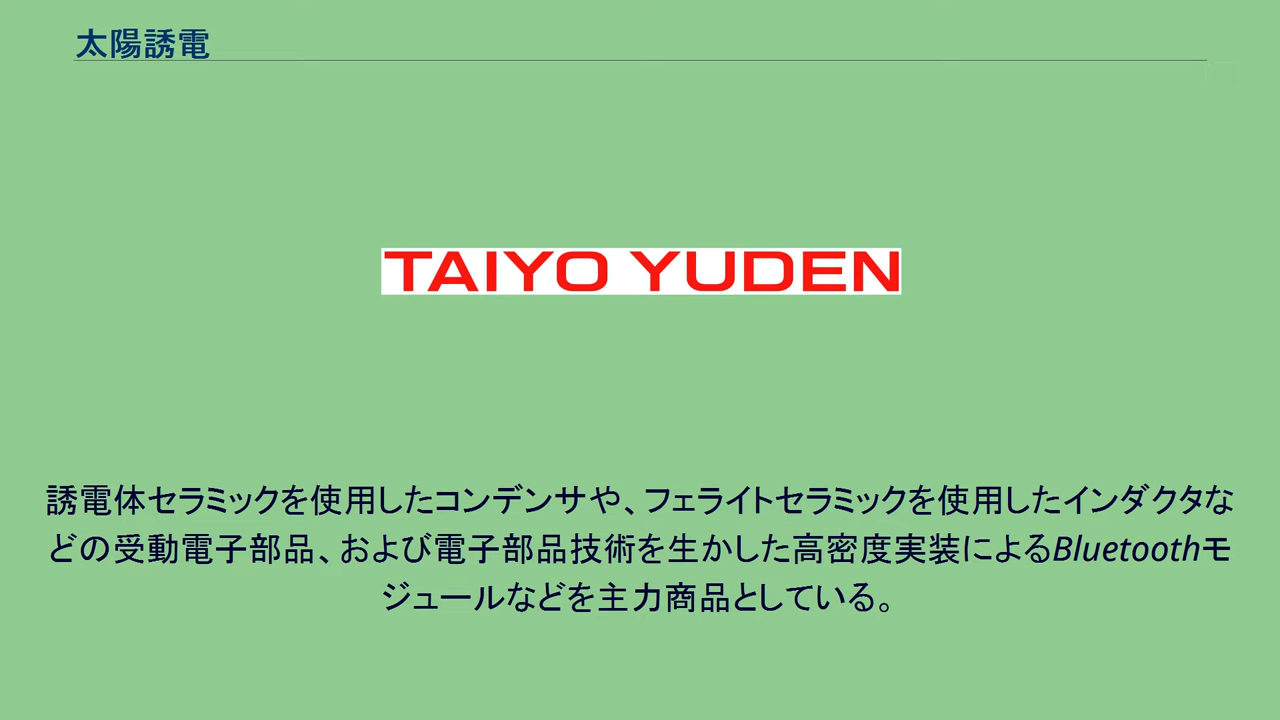 太陽誘電
TAIYO YUDEN
誘電体セラミックを使用したコンデンサや、フェライトセラミックを使用したインダクタな
どの受動電子部品、および電子部品技術を生かした高密度実装によるBluetoothモ
ジュールなどを主力商品としている。